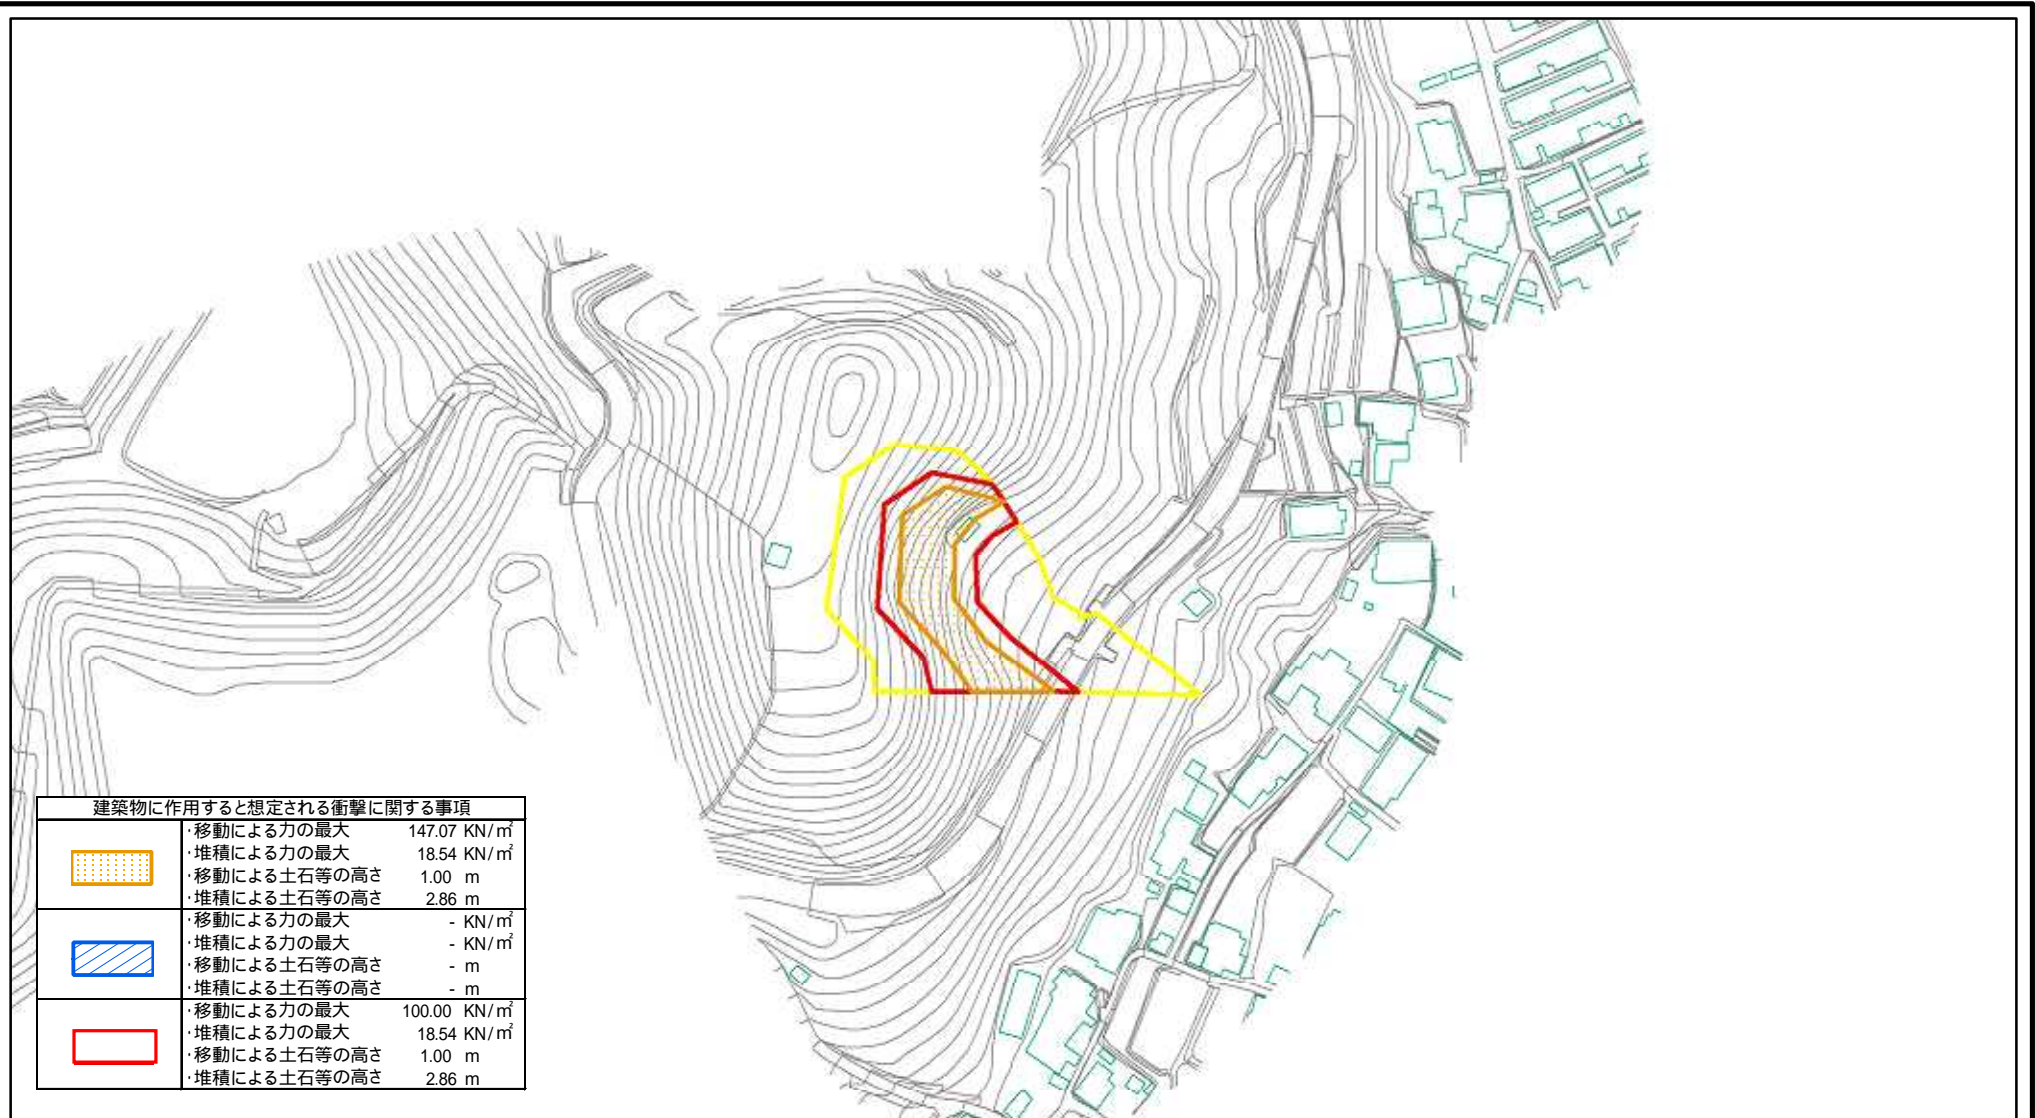 建築物に作用すると想定される衝撃に関する事項
・移動による力の最大 147.07 KN/㎡
・堆積による力の最大 18.54 KN/㎡
・移動による土石等の高さ 1.00 m
・堆積による土石等の高さ 2.86 m
・移動による力の最大 - KN/㎡
・堆積による力の最大 - KN/㎡
・移動による土石等の高さ - m
・堆積による土石等の高さ - m
・移動による力の最大 100.00 KN/㎡
・堆積による力の最大 18.54 KN/㎡
・移動による土石等の高さ 1.00 m
・堆積による土石等の高さ 2.86 m